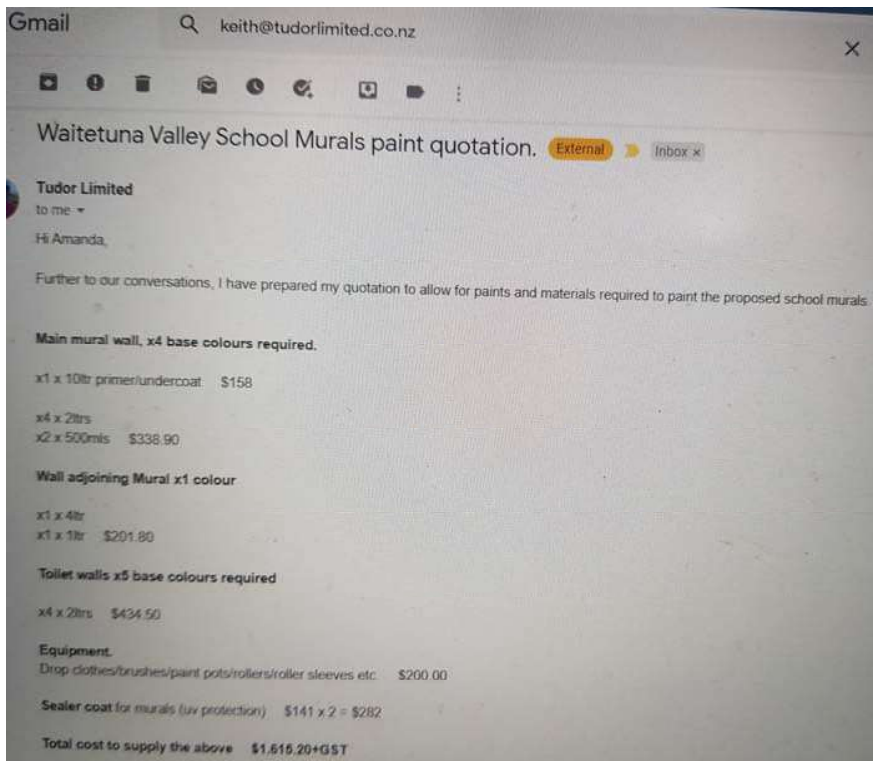 Gmail
keith@tudorlimited.co.nz
Waitetuna Valley School Murals paint quotation. External Inbox ×
Tudor Limited
to me
Hi Amanda,
Further to our conversations, I have prepared my quotation to allow for paints and materials required to paint the proposed school murals.
Main mural wall, x4 base colours required.
x1 x 10ltr primer/undercoat $158
x4 x 2ltrs
x2 x 500mls $338.90
Wall adjoining Mural x1 colour
x1 x 4ltr
x1 x 1ltr $201.80
Toilet walls x5 base colours required
x4 x 2ltrs $434.50
Equipment.
Drop clothes/brushes/paint pots/rollers/roller sleeves etc. $200.00
Sealer coat for murals (uv protection) $141 x 2 = $282
Total cost to supply the above $1,615.20+GST